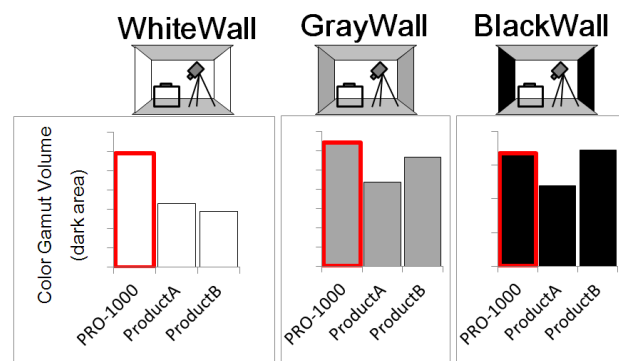 WhiteWall
GrayWall
BlackWall
Color Gamut Volume
(dark area)
PRO-1000
ProductA
ProductB
PRO-1000
ProductA
ProductB
PRO-1000
ProductA
ProductB